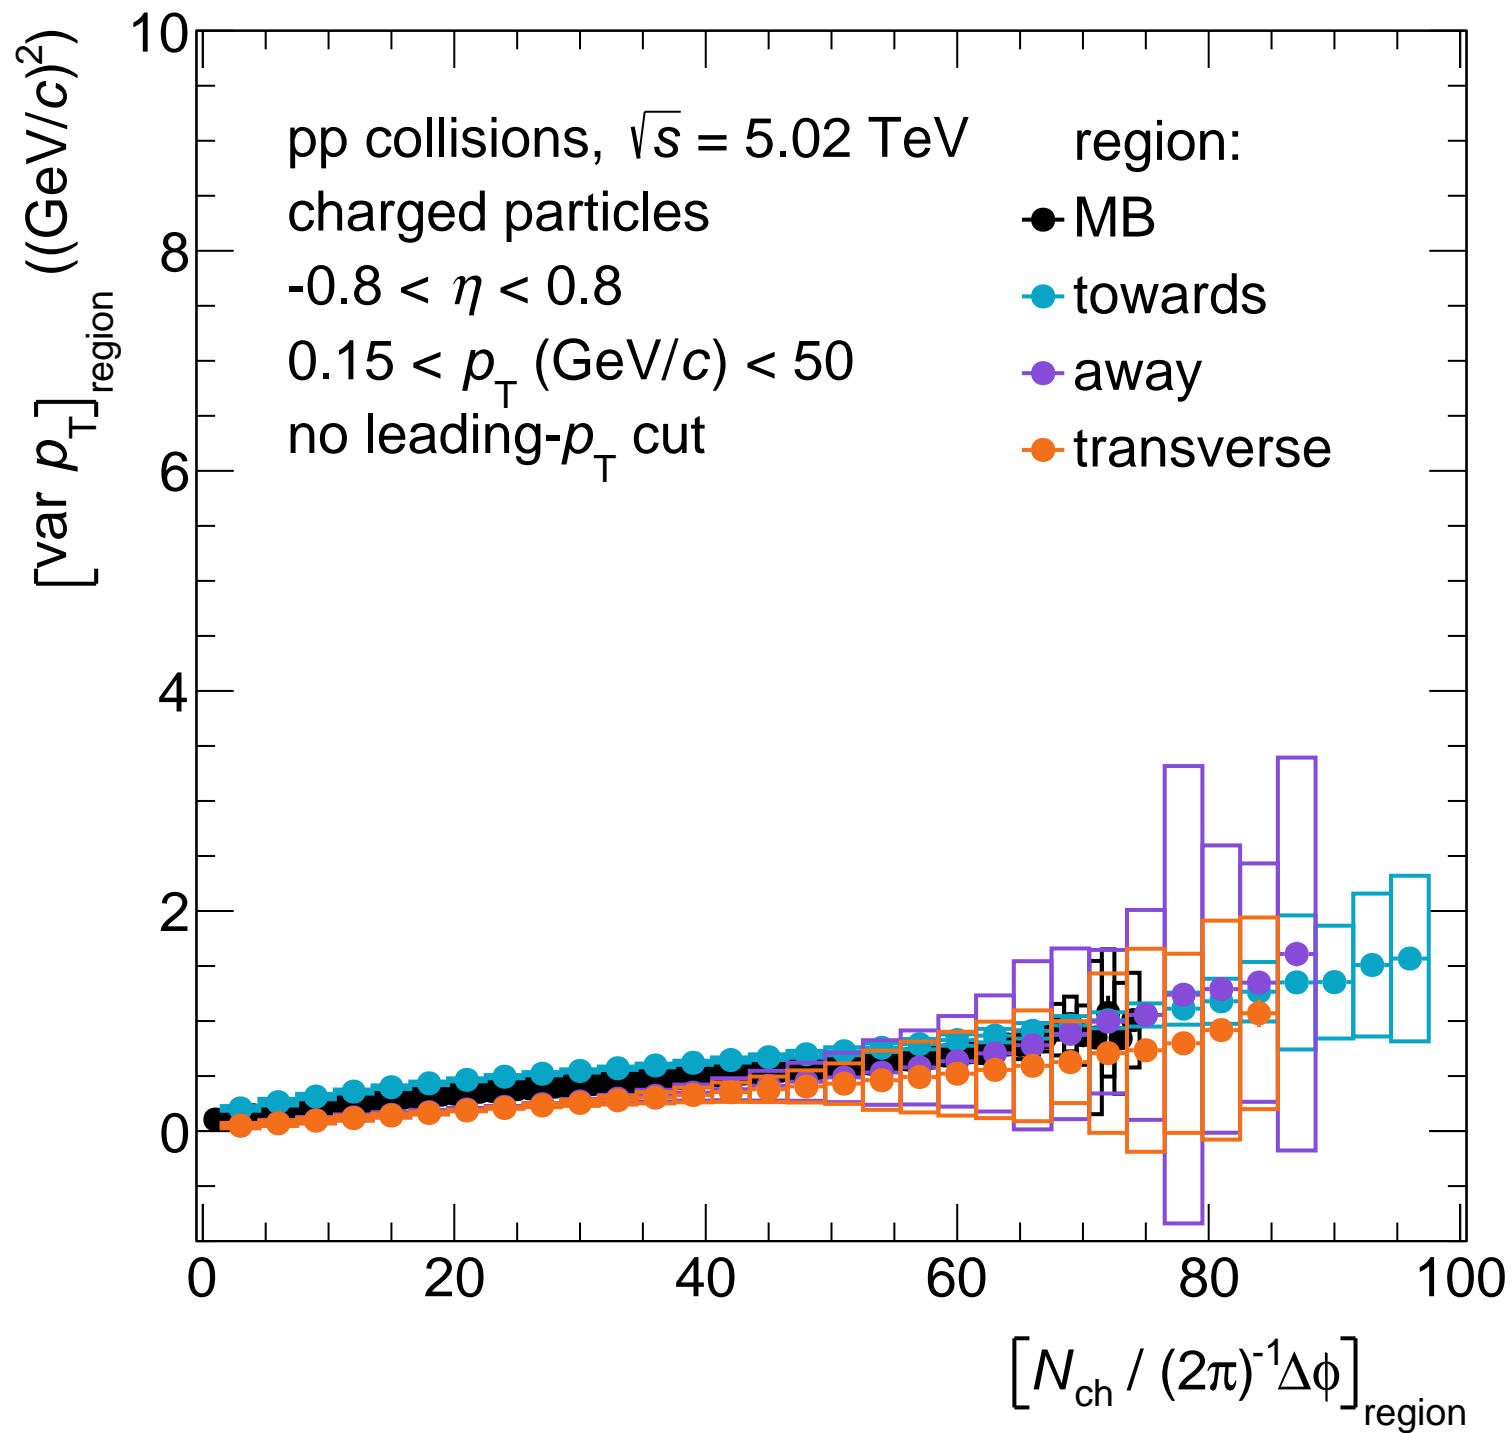 [var pT]region ((GeV/c)²)
10
8
6
4
2
0
pp collisions, √s = 5.02 TeV
charged particles
-0.8 < η < 0.8
0.15 < pT (GeV/c) < 50
no leading-pT cut
region:
MB
towards
away
transverse
0 20 40 60 80 100
[Nch / (2π)⁻¹Δϕ]region